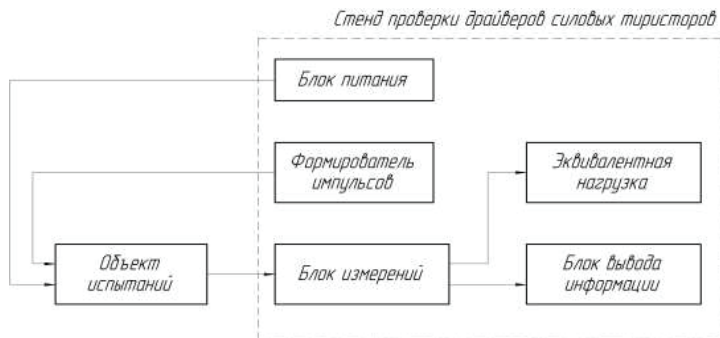 Стенд проверки драйверов силовых тиристоров
Блок питания
Формирователь
импульсов
Эквивалентная
нагрузка
Объект
испытаний
Блок измерений
Блок вывода
информации